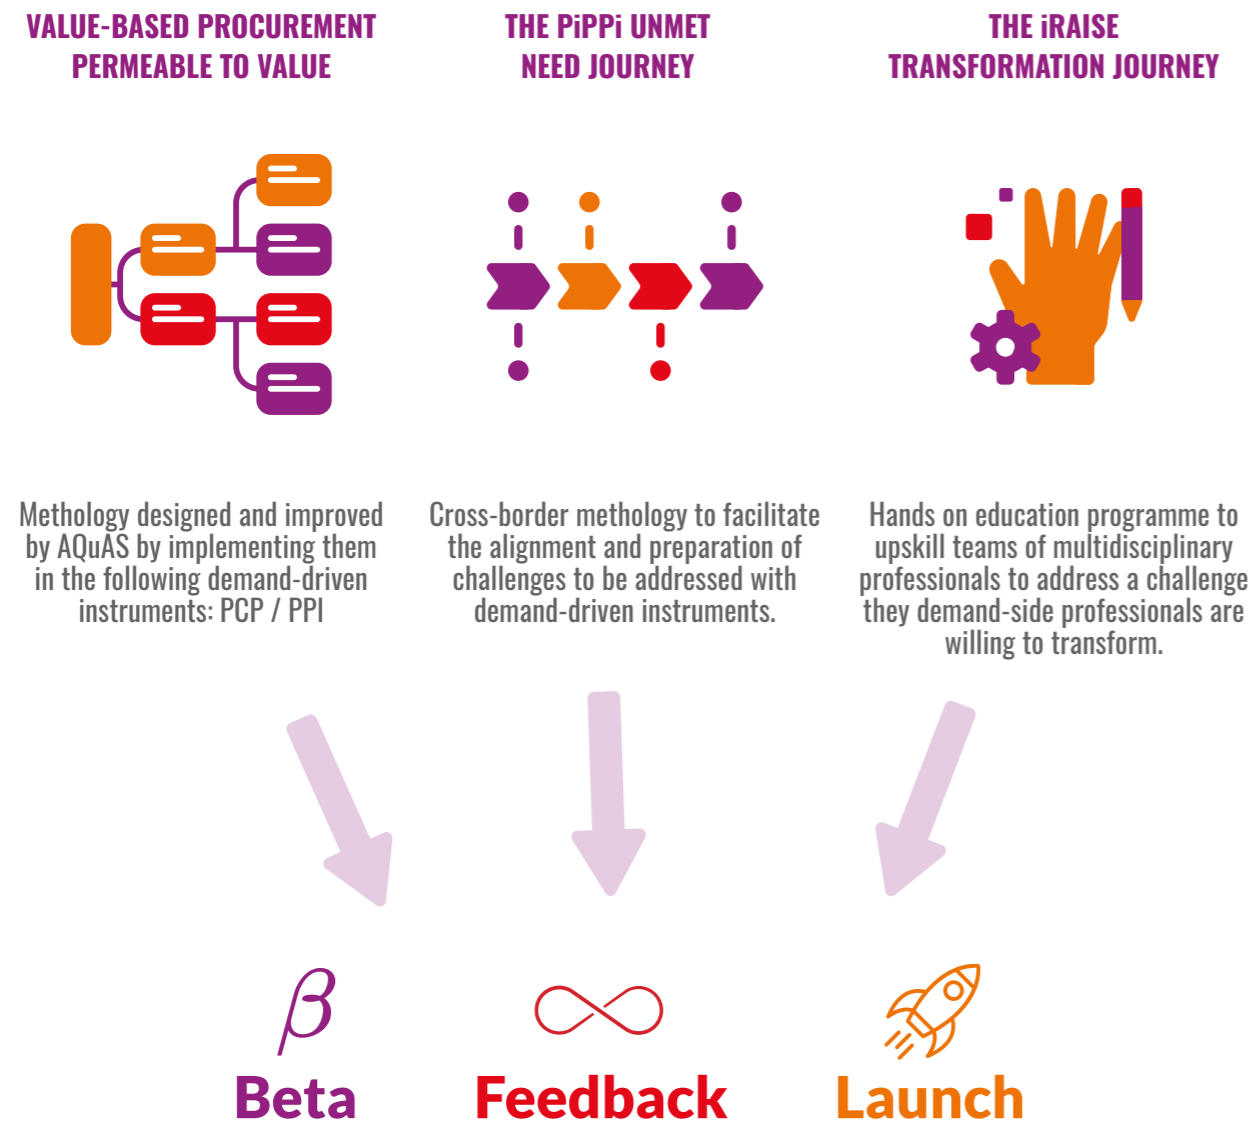 VALUE-BASED PROCUREMENT
PERMEABLE TO VALUE
Methology designed and improved
by AQuAS by implementing them
in the following demand-driven
instruments: PCP / PPI
THE PiPPi UNMET
NEED JOURNEY
Cross-border methology to facilitate
the alignment and preparation of
challenges to be addressed with
demand-driven instruments.
THE iRAISE
TRANSFORMATION JOURNEY
Hands on education programme to
upskill teams of multidisciplinary
professionals to address a challenge
they demand-side professionals are
willing to transform.
β
Beta
Feedback
Launch